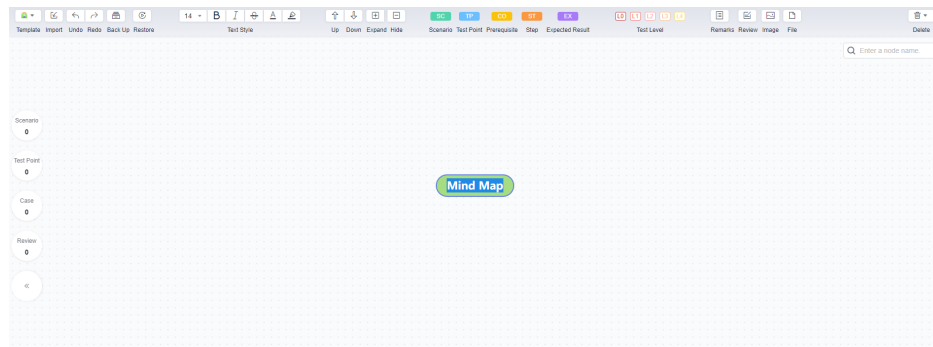 14 B I A SC TP CO ST EX L0 L1 L2 L3 L4
Template Import Undo Redo Back Up Restore Text Style Up Down Expand Hide Scenario Test Point Prerequisite Step Expected Result Test Level Remarks Review Image File Delete
Enter a node name.
Scenario
0
Test Point
0
Mind Map
Case
0
Review
0
«